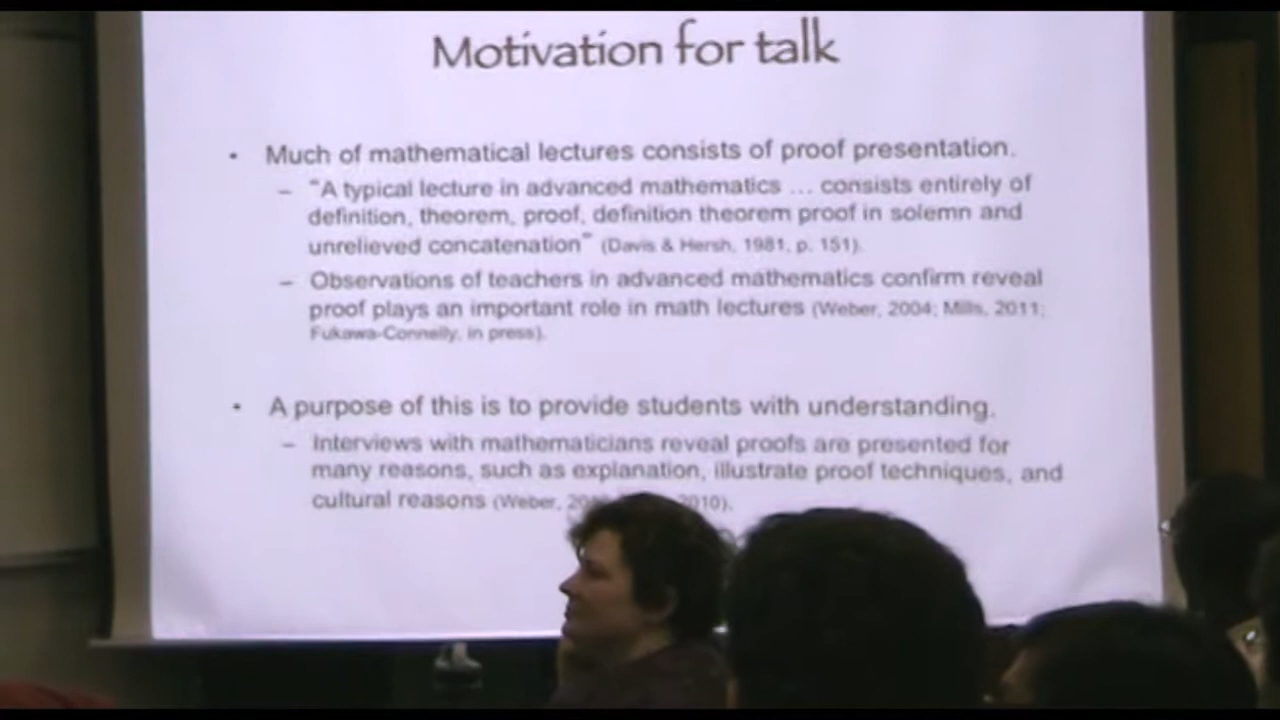 Motivation for talk
• Much of mathematical lectures consists of proof presentation.
– "A typical lecture in advanced mathematics ... consists entirely of
definition, theorem, proof, definition theorem proof in solemn and
unrelieved concatenation" (Davis & Hersh, 1981, p. 151).
– Observations of teachers in advanced mathematics confirm reveal
proof plays an important role in math lectures (Weber, 2004; Mills, 2011;
Fukawa-Connelly, in press).
• A purpose of this is to provide students with understanding.
– Interviews with mathematicians reveal proofs are presented for
many reasons, such as explanation, illustrate proof techniques, and
cultural reasons (Weber, 2010).